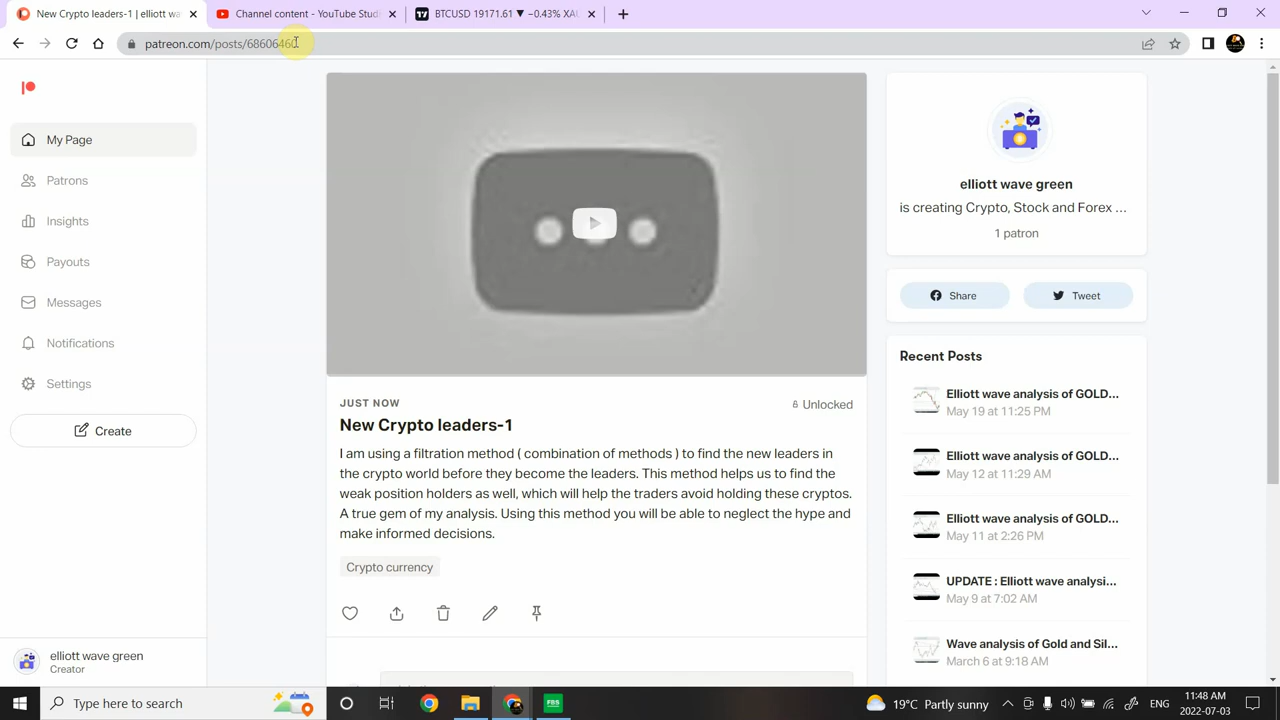 New Crypto leaders-1 | elliott wa
Channel content - YouTube Studi
BTCUSD 19171.61 ▼ −0.43% XAU
patreon.com/posts/68606460
My Page
Patrons
Insights
Payouts
Messages
Notifications
Settings
Create
elliott wave green
Creator
JUST NOW
Unlocked
New Crypto leaders-1
I am using a filtration method ( combination of methods ) to find the new leaders in
the crypto world before they become the leaders. This method helps us to find the
weak position holders as well, which will help the traders avoid holding these cryptos.
A true gem of my analysis. Using this method you will be able to neglect the hype and
make informed decisions.
Crypto currency
elliott wave green
is creating Crypto, Stock and Forex ...
1 patron
Share
Tweet
Recent Posts
Elliott wave analysis of GOLD...
May 19 at 11:25 PM
Elliott wave analysis of GOLD...
May 12 at 11:29 AM
Elliott wave analysis of GOLD...
May 11 at 2:26 PM
UPDATE : Elliott wave analysi...
May 9 at 7:02 AM
Wave analysis of Gold and Sil...
March 6 at 9:18 AM
Type here to search
FBS
19°C Partly sunny
ENG
11:48 AM
2022-07-03